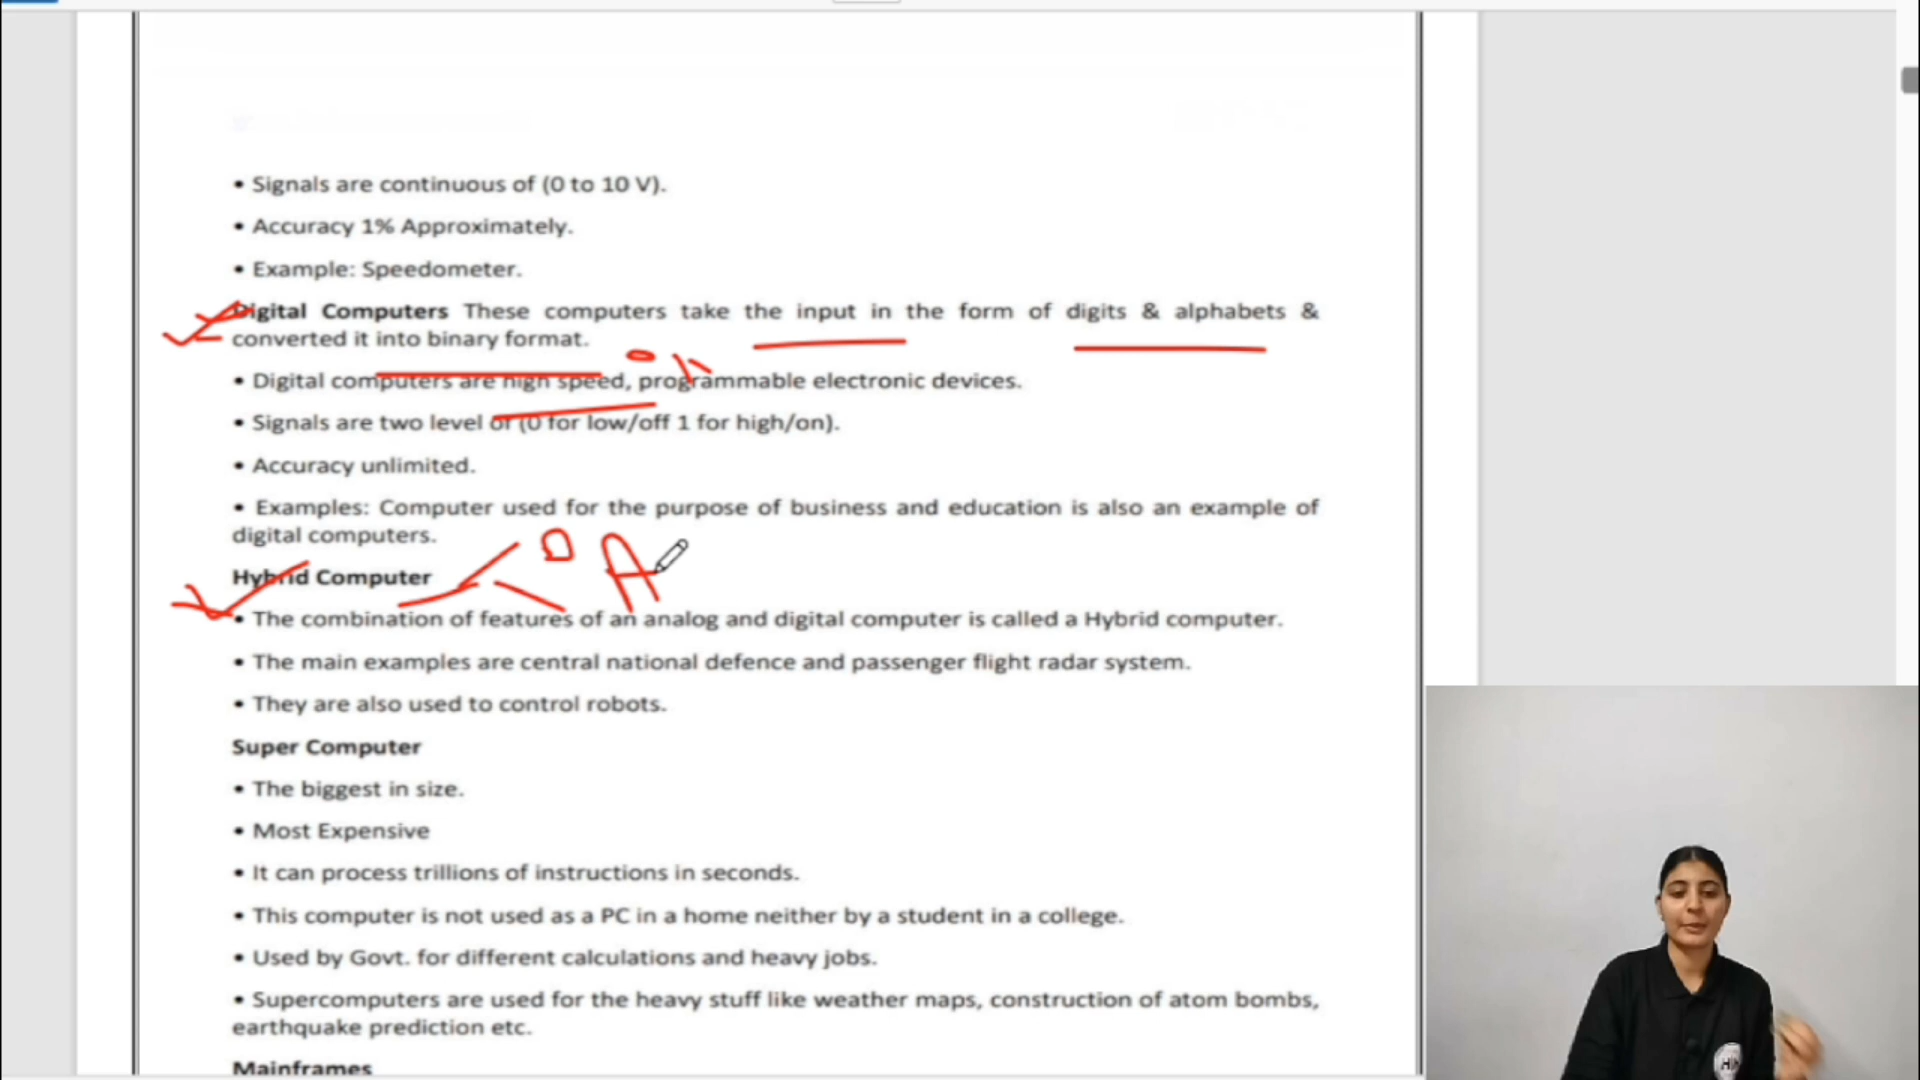 • Signals are continuous of (0 to 10 V).
• Accuracy 1% Approximately.
• Example: Speedometer.
Digital Computers These computers take the input in the form of digits & alphabets &
converted it into binary format.
• Digital computers are high speed, programmable electronic devices.
• Signals are two level of (0 for low/off 1 for high/on).
• Accuracy unlimited.
• Examples: Computer used for the purpose of business and education is also an example of
digital computers.
D A
Hybrid Computer
• The combination of features of an analog and digital computer is called a Hybrid computer.
• The main examples are central national defence and passenger flight radar system.
• They are also used to control robots.
Super Computer
• The biggest in size.
• Most Expensive
• It can process trillions of instructions in seconds.
• This computer is not used as a PC in a home neither by a student in a college.
• Used by Govt. for different calculations and heavy jobs.
• Supercomputers are used for the heavy stuff like weather maps, construction of atom bombs,
earthquake prediction etc.
Mainframes